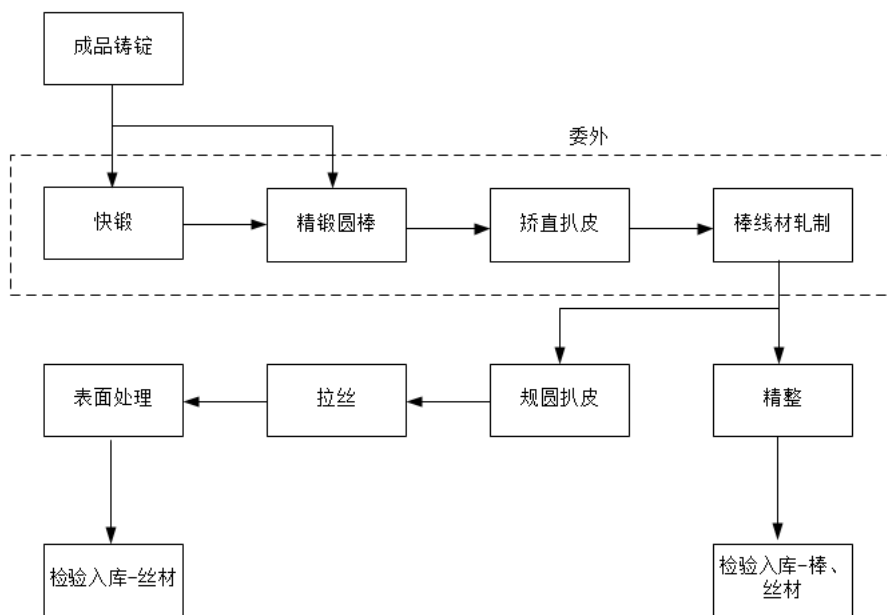 成品铸锭
委外
快锻
精锻圆棒
矫直扒皮
棒线材轧制
表面处理
拉丝
规圆扒皮
精整
检验入库-丝材
检验入库-棒、
丝材